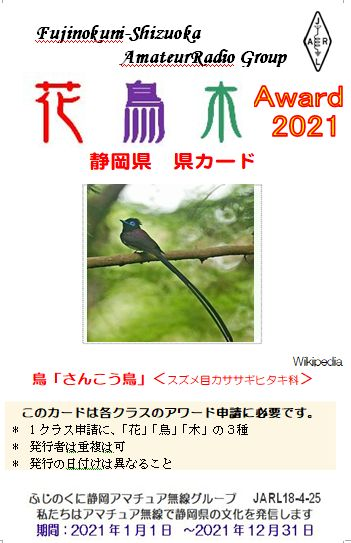 Fujinokuni-Shizuoka
AmateurRadio Group
J
A R
R
L
花 鳥 木 Award
2021
静岡県 県カード
Wikipedia
鳥「さんこう鳥」＜スズメ目カササギヒタキ科＞
このカードは各クラスのアワード申請に必要です。
* １クラス申請に、「花」「鳥」「木」の３種
* 発行者は重複は可
* 発行の日付けは異なること
ふじのくに静岡アマチュア無線グループ JARL18-4-25
私たちはアマチュア無線で静岡県の文化を発信します
期間：2021年1月1日 ～2021年12月31日